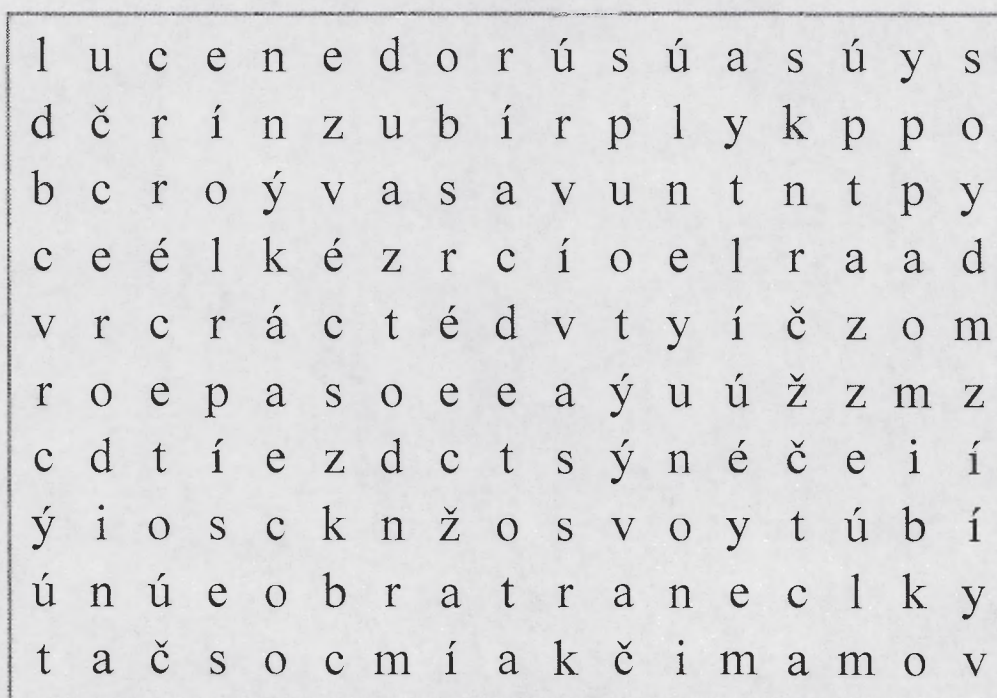 l u c e n e d o r ú s ú a s ú y s
d č r í n z u b í r p l y k p p o
b c r o ý v a s a v u n t n t p y
c e é l k é z r c í o e l r a a d
v r c r á c t é d v t y í č z o m
r o e p a s o e e a ý u ú ž z m z
c d t í e z d c t s ý n é č e i í
ý i o s c k n ž o s v o y t ú b í
ú n ú e o b r a t r a n e c l k y
t a č s o c m í a k č i m a m o v